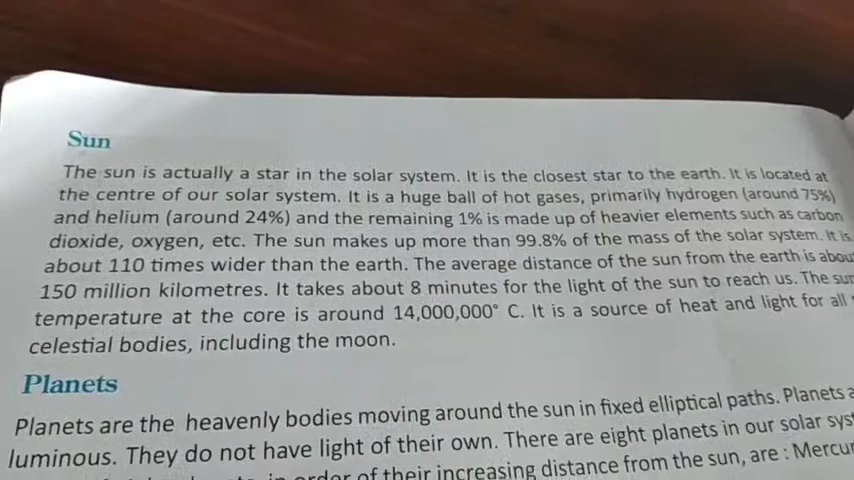 Sun
The sun is actually a star in the solar system. It is the closest star to the earth. It is located at
the centre of our solar system. It is a huge ball of hot gases, primarily hydrogen (around 75%)
and helium (around 24%) and the remaining 1% is made up of heavier elements such as carbon
dioxide, oxygen, etc. The sun makes up more than 99.8% of the mass of the solar system. It is
about 110 times wider than the earth. The average distance of the sun from the earth is
150 million kilometres. It takes about 8 minutes for the light of the sun to reach us. The
temperature at the core is around 14,000,000° C. It is a source of heat and light for all
celestial bodies, including the moon.
Planets
Planets are the heavenly bodies moving around the sun in fixed elliptical paths. Planets
luminous. They do not have light of their own. There are eight planets in our solar
in order of their increasing distance from the sun, are :